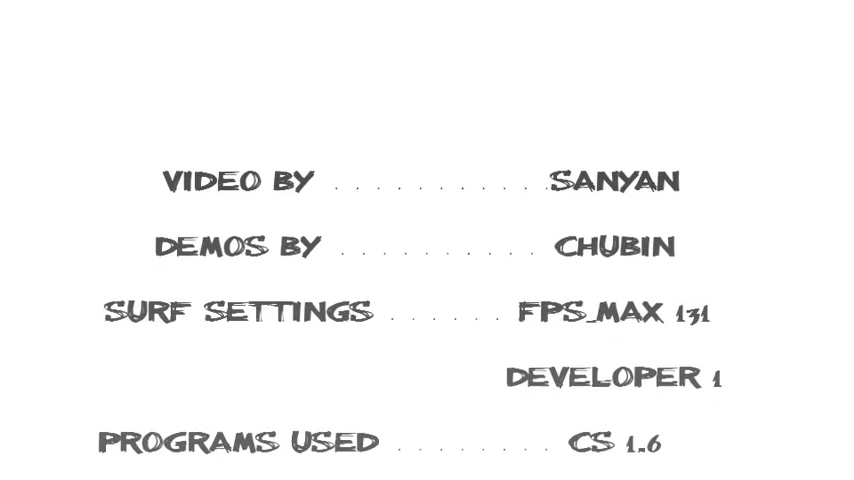 VIDEO BY . . . . . . . . . . . SANYAN
DEMOS BY . . . . . . . . . . CHUBIN
SURF SETTINGS . . . . . . FPS_MAX 131
DEVELOPER 1
PROGRAMS USED . . . . . . . . CS 1.6